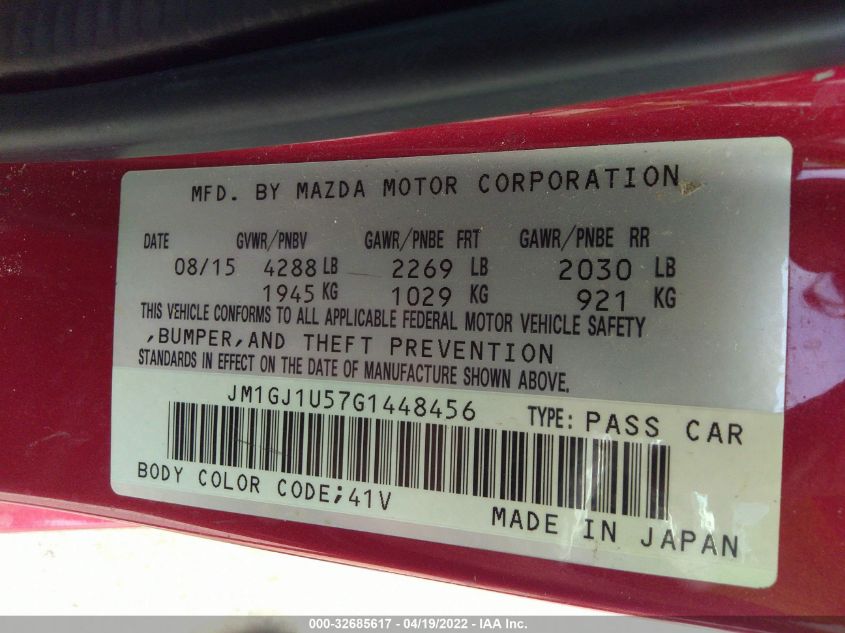 MFD. BY MAZDA MOTOR CORPORATION
DATE GVWR/PNBV GAWR/PNBE FRT GAWR/PNBE RR
08/15 4288 LB 2269 LB 2030 LB
1945 KG 1029 KG 921 KG
THIS VEHICLE CONFORMS TO ALL APPLICABLE FEDERAL MOTOR VEHICLE SAFETY
,BUMPER,AND THEFT PREVENTION
STANDARDS IN EFFECT ON THE DATE OF MANUFACTURE SHOWN ABOVE.
JM1GJ1U57G1448456 TYPE: PASS CAR
BODY COLOR CODE;41V
MADE IN JAPAN
000-32685617 - 04/19/2022 - IAA Inc.